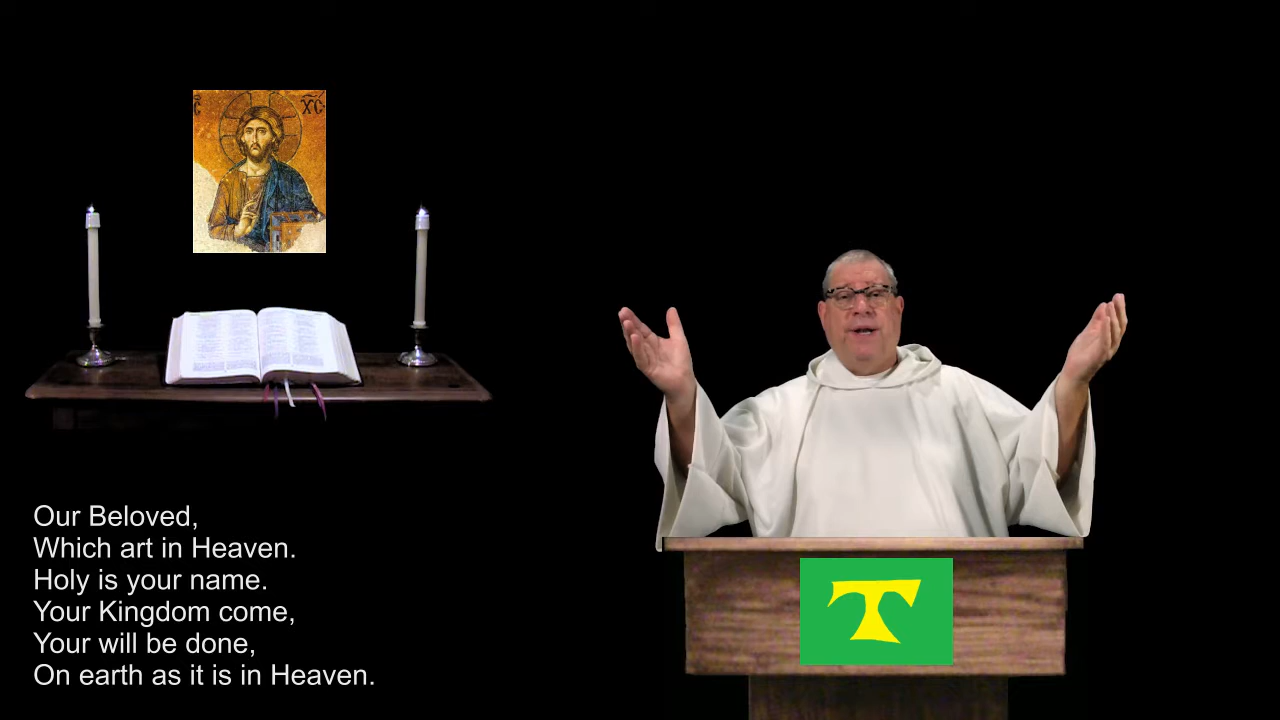 XC
Our Beloved,
Which art in Heaven.
Holy is your name.
Your Kingdom come,
Your will be done,
On earth as it is in Heaven.
T